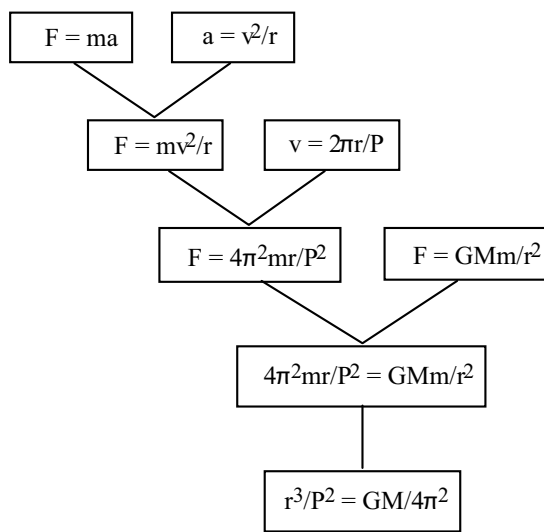 F = ma
a = v²/r
F = mv²/r
v = 2πr/P
F = 4π²mr/P²
F = GMm/r²
4π²mr/P² = GMm/r²
r³/P² = GM/4π²